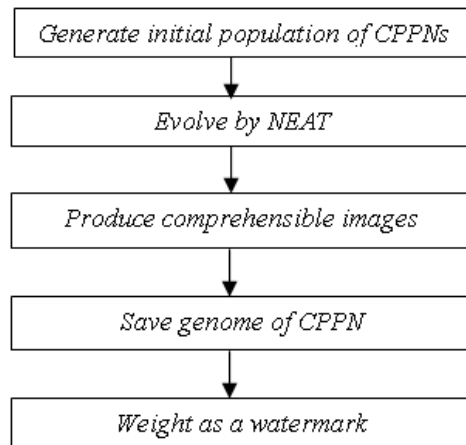 Generate initial population of CPPNs
Evolve by NEAT
Produce comprehensible images
Save genome of CPPN
Weight as a watermark